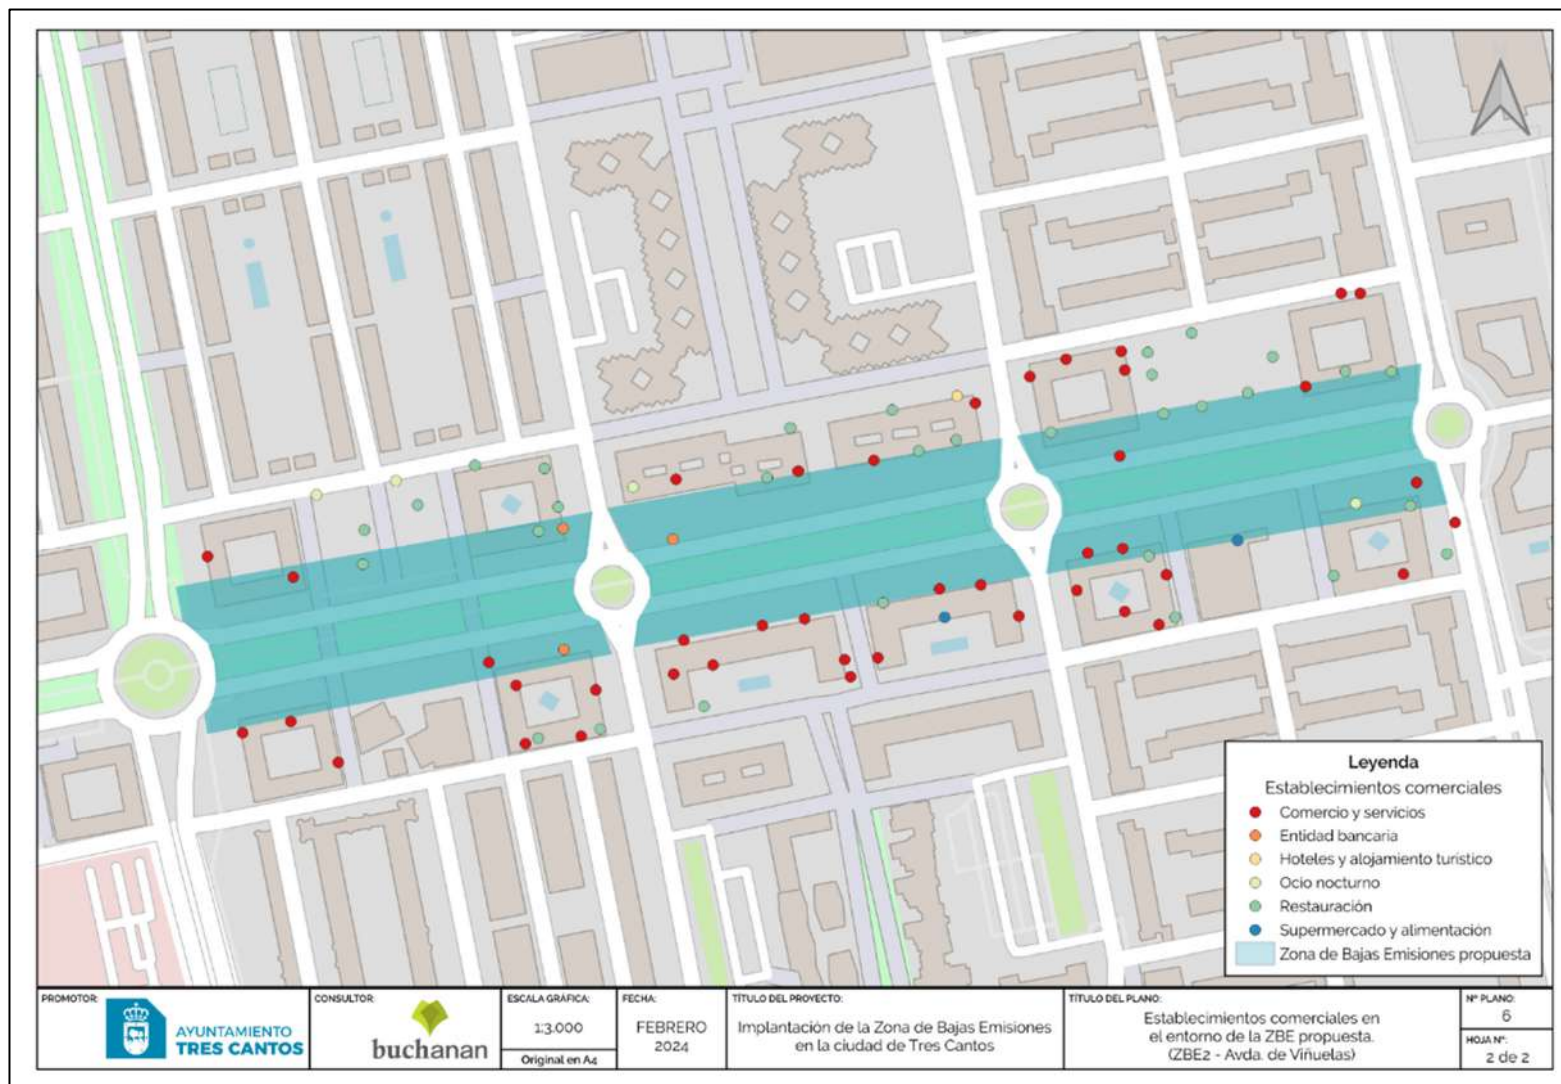 Leyenda
Establecimientos comerciales
Comercio y servicios
Entidad bancaria
Hoteles y alojamiento turístico
Ocio nocturno
Restauración
Supermercado y alimentación
Zona de Bajas Emisiones propuesta
PROMOTOR:
AYUNTAMIENTO
TRES CANTOS
CONSULTOR:
buchanan
ESCALA GRÁFICA:
1:3.000
Original en A4
FECHA:
FEBRERO
2024
TÍTULO DEL PROYECTO:
Implantación de la Zona de Bajas Emisiones
en la ciudad de Tres Cantos
TÍTULO DEL PLANO:
Establecimientos comerciales en
el entorno de la ZBE propuesta.
(ZBE2 - Avda. de Viñuelas)
Nº PLANO:
6
HOJA Nº:
2 de 2